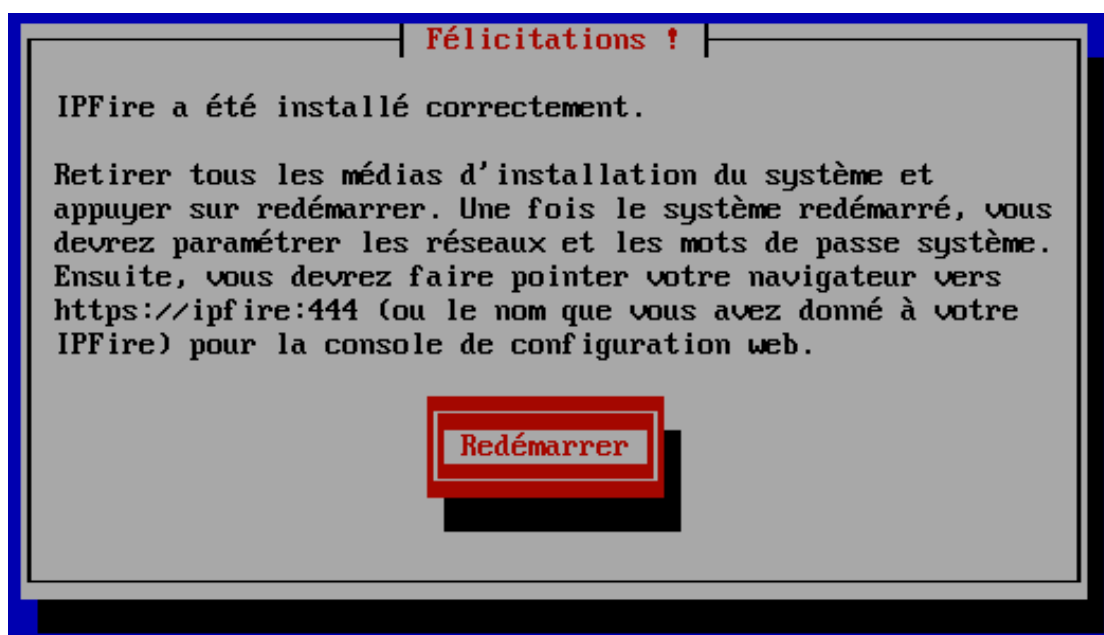 Félicitations !
IPFire a été installé correctement.
Retirer tous les médias d'installation du système et
appuyer sur redémarrer. Une fois le système redémarré, vous
devrez paramétrer les réseaux et les mots de passe système.
Ensuite, vous devrez faire pointer votre navigateur vers
https://ipfire:444 (ou le nom que vous avez donné à votre
IPFire) pour la console de configuration web.
Redémarrer